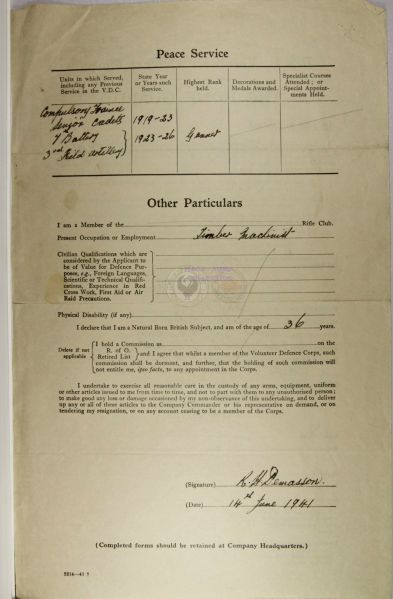 Peace Service
Units in which Served, including any Previous Service in the V.D.C.
State Year or Years such Service.
Highest Rank held.
Decorations and Medals Awarded.
Specialist Courses Attended; or Special Appointments Held.
Compulsory Trainee
Senior Cadets 1919-23
7 Battery 1923-26 Gunner
3rd Field Artillery
Other Particulars
I am a Member of the Rifle Club.
Present Occupation or Employment Timber Machinist
Civilian Qualifications which are
considered by the Applicant to
be of Value for Defence Pur-
poses, e.g., Foreign Languages,
Scientific or Technical Qualifi-
cations, Experience in Red
Cross Work, First Aid or Air
Raid Precautions.
Physical Disability (if any)
I declare that I am a Natural Born British Subject, and am of the age of 36 years.
I hold a Commission as on the
Delete if not applicable
R. of O.
Retired List
and I agree that whilst a member of the Volunteer Defence Corps, such
commission shall be dormant, and further, that the holding of such commission will
not entitle me, ipso facto, to any appointment in the Corps.
I undertake to exercise all reasonable care in the custody of any arms, equipment, uniform
or other articles issued to me from time to time, and not to part with them to any unauthorised person;
to make good any loss or damage occasioned by my non-observance of this undertaking, and to deliver
up any or all of these articles to the Company Commander or his representative on demand, or on
tendering my resignation, or on any account ceasing to be a member of the Corps.
(Signature) R. H. Demasson.
(Date) 14th June 1941
(Completed forms should be retained at Company Headquarters.)